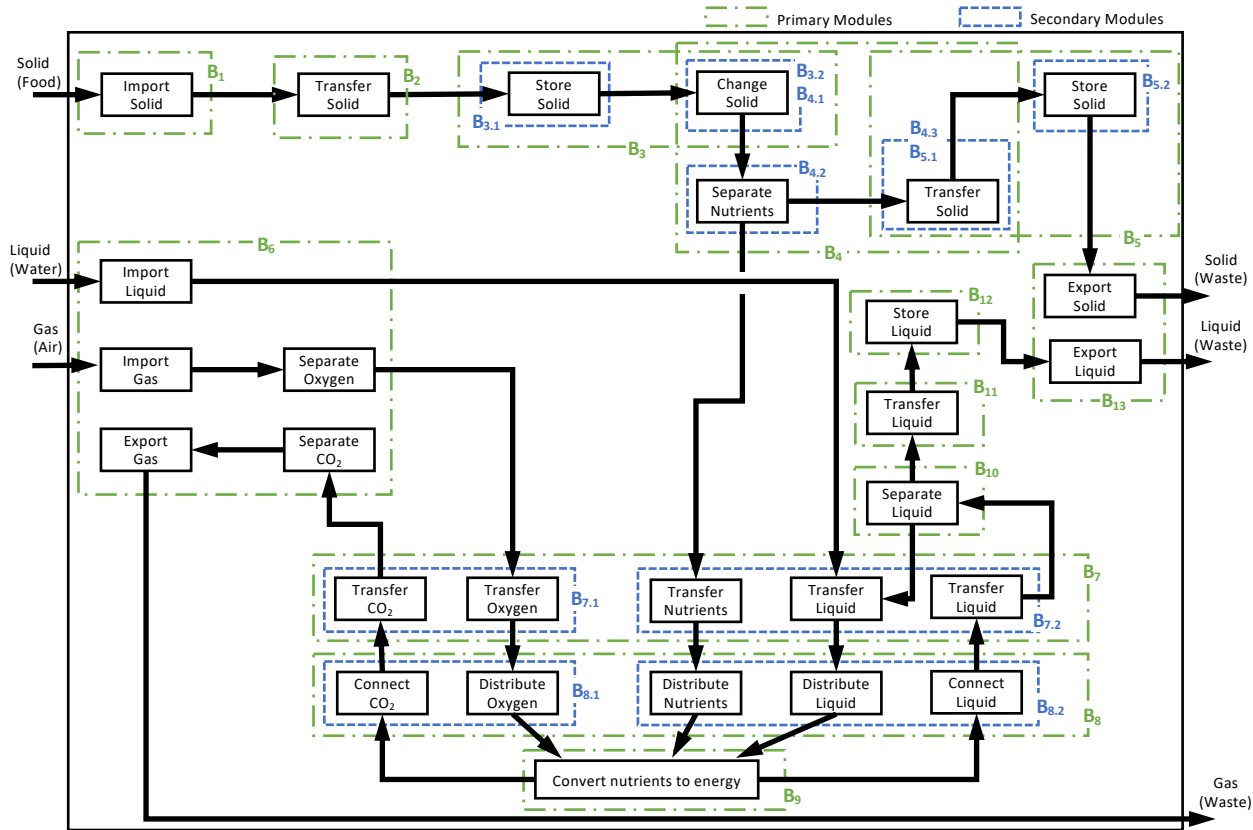 Primary Modules
Secondary Modules
Solid
(Food)
Import
Solid
B1
Transfer
Solid
B2
Store
Solid
B3.1
B3
Change
Solid
B3.2
B4.1
Separate
Nutrients
B4.2
B4
B4.3
B5.1
Transfer
Solid
Store
Solid
B5.2
B5
Liquid
(Water)
B6
Import
Liquid
Gas
(Air)
Import
Gas
Separate
Oxygen
Export
Gas
Separate
CO2
Export
Solid
Solid
(Waste)
Export
Liquid
Liquid
(Waste)
B13
Store
Liquid
B12
Transfer
Liquid
B11
Separate
Liquid
B10
Transfer
CO2
Transfer
Oxygen
B7.1
Transfer
Nutrients
Transfer
Liquid
Transfer
Liquid
B7.2
B7
Connect
CO2
Distribute
Oxygen
B8.1
Distribute
Nutrients
Distribute
Liquid
Connect
Liquid
B8.2
B8
Convert nutrients to energy
B9
Gas
(Waste)